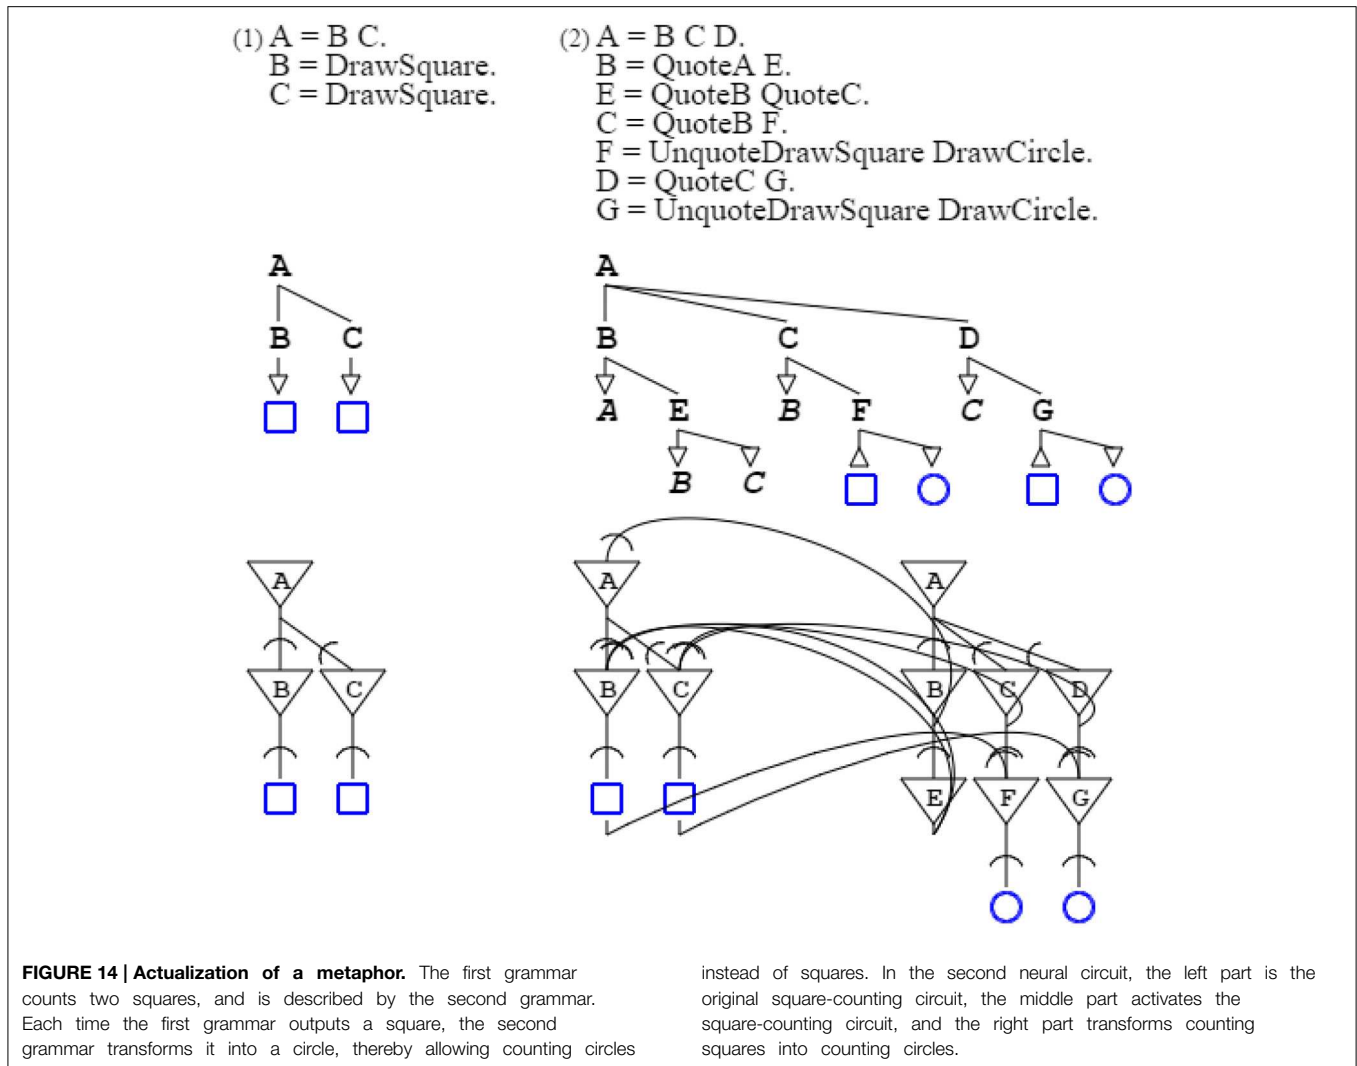 (1) A = B C.
B = DrawSquare.
C = DrawSquare.
(2) A = B C D.
B = QuoteA E.
E = QuoteB QuoteC.
C = QuoteB F.
F = UnquoteDrawSquare DrawCircle.
D = QuoteC G.
G = UnquoteDrawSquare DrawCircle.
A
B C
A
B C D
A E B F C G
B C
A
B C
A A
B C B C D
E F G
FIGURE 14 | Actualization of a metaphor. The first grammar
counts two squares, and is described by the second grammar.
Each time the first grammar outputs a square, the second
grammar transforms it into a circle, thereby allowing counting circles
instead of squares. In the second neural circuit, the left part is the
original square-counting circuit, the middle part activates the
square-counting circuit, and the right part transforms counting
squares into counting circles.